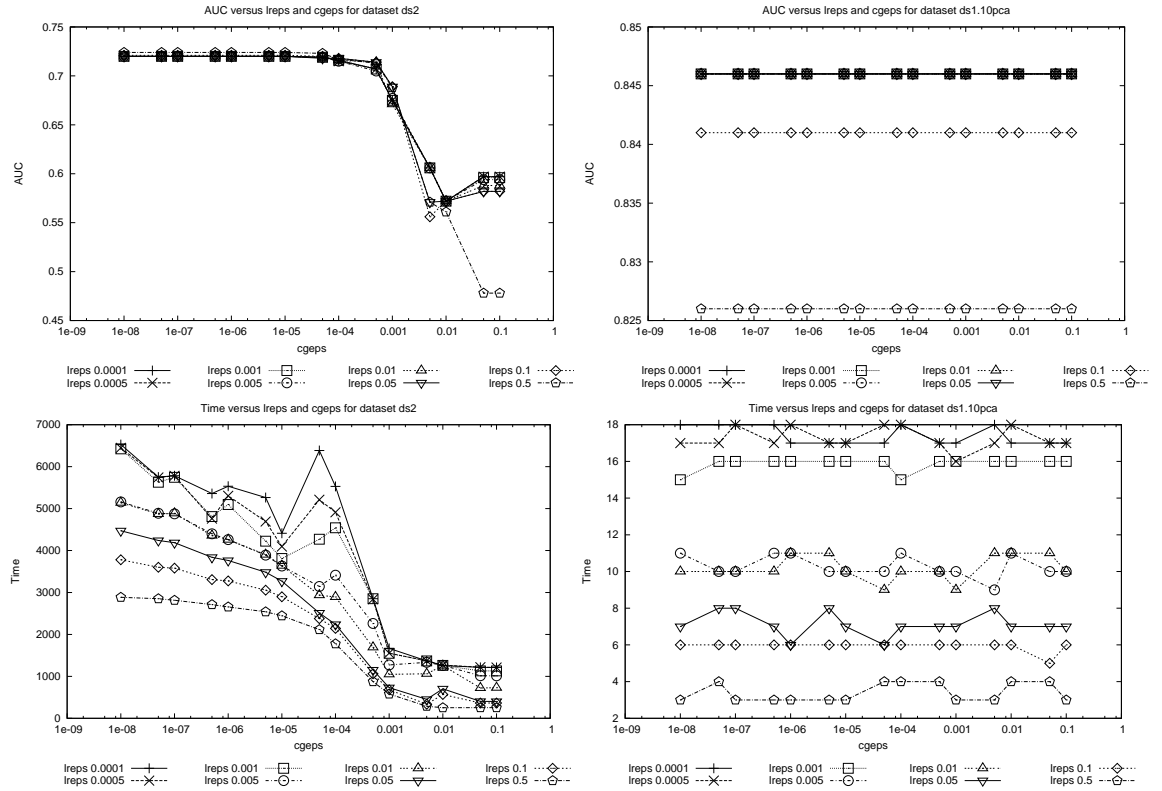 AUC versus lreps and cgeps for dataset ds2
AUC
0.75
0.7
0.65
0.6
0.55
0.5
0.45
1e-09 1e-08 1e-07 1e-06 1e-05 1e-04 0.001 0.01 0.1 1
cgeps
lreps 0.0001 lreps 0.001 lreps 0.01 lreps 0.1
lreps 0.0005 lreps 0.005 lreps 0.05 lreps 0.5
AUC versus lreps and cgeps for dataset ds1.10pca
AUC
0.85
0.845
0.84
0.835
0.83
0.825
1e-09 1e-08 1e-07 1e-06 1e-05 1e-04 0.001 0.01 0.1 1
cgeps
lreps 0.0001 lreps 0.001 lreps 0.01 lreps 0.1
lreps 0.0005 lreps 0.005 lreps 0.05 lreps 0.5
Time versus lreps and cgeps for dataset ds2
Time
7000
6000
5000
4000
3000
2000
1000
0
1e-09 1e-08 1e-07 1e-06 1e-05 1e-04 0.001 0.01 0.1 1
cgeps
lreps 0.0001 lreps 0.001 lreps 0.01 lreps 0.1
lreps 0.0005 lreps 0.005 lreps 0.05 lreps 0.5
Time versus lreps and cgeps for dataset ds1.10pca
Time
18
16
14
12
10
8
6
4
2
1e-09 1e-08 1e-07 1e-06 1e-05 1e-04 0.001 0.01 0.1 1
cgeps
lreps 0.0001 lreps 0.001 lreps 0.01 lreps 0.1
lreps 0.0005 lreps 0.005 lreps 0.05 lreps 0.5